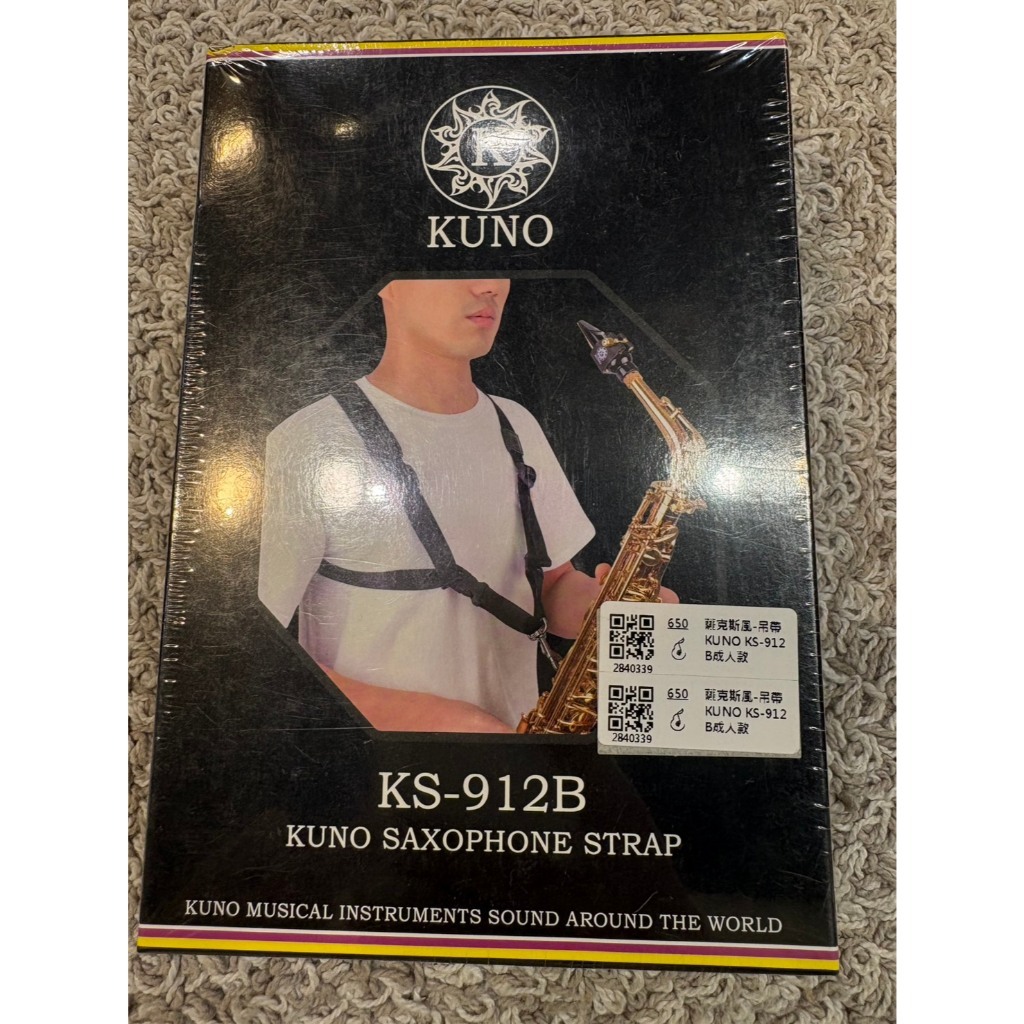 K
KUNO
650 薩克斯風-吊帶
KUNO KS-912
B成人款
2840339
650 薩克斯風-吊帶
KUNO KS-912
B成人款
2840339
KS-912B
KUNO SAXOPHONE STRAP
KUNO MUSICAL INSTRUMENTS SOUND AROUND THE WORLD